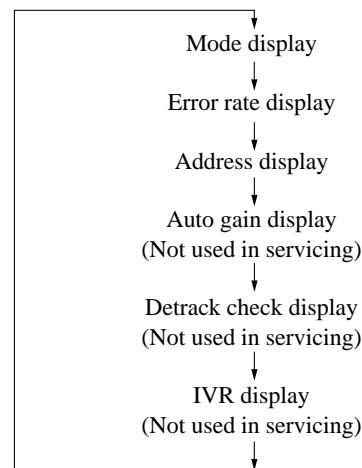 Mode display
Error rate display
Address display
Auto gain display
(Not used in servicing)
Detrack check display
(Not used in servicing)
IVR display
(Not used in servicing)